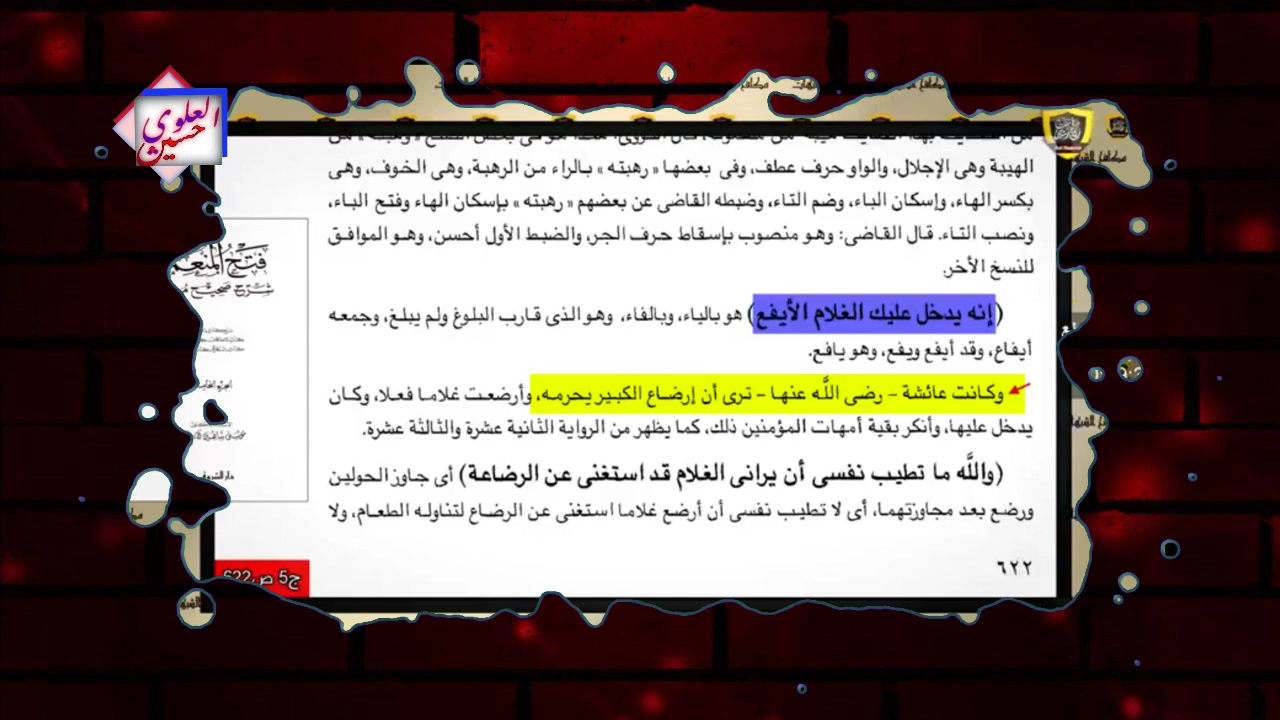 العلوي
حسين
مكافح
الهيبة وهى الإجلال، والواو حرف عطف، وفى بعضها « رهبته » بالراء من الرهبة، وهى الخوف، وهى
بكسر الهاء، وإسكان الباء، وضم التاء، وضبطه القاضى عن بعضهم « رهبته » بإسكان الهاء وفتح الباء،
ونصب التاء. قال القاضى: وهو منصوب بإسقاط حرف الجر، والضبط الأول أحسن، وهو الموافق
للنسخ الأخر.
(إنه يدخل عليك الغلام الأيفع) هو بالياء، وبالفاء، وهو الذى قارب البلوغ ولم يبلغ، وجمعه
أيفاع، وقد أيفع ويفع، وهو يافع.
وكانت عائشة - رضى اللَّه عنها - ترى أن إرضاع الكبير يحرمه، وأرضعت غلاما فعلا، وكان
يدخل عليها، وأنكر بقية أمهات المؤمنين ذلك، كما يظهر من الرواية الثانية عشرة والثالثة عشرة.
(واللَّه ما تطيب نفسى أن يرانى الغلام قد استغنى عن الرضاعة) أى جاوز الحولين
ورضع بعد مجاوزتهما، أى لا تطيب نفسى أن أرضع غلاما استغنى عن الرضاع لتناوله الطعام، ولا
٦٢٢
فتح المنعم
شرح صحيح
دار الشروق
ج5 ص622